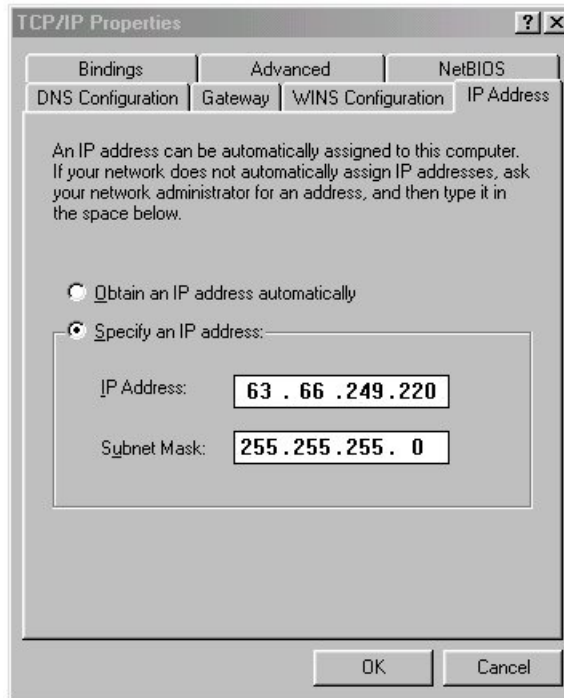 TCP/IP Properties
Bindings Advanced NetBIOS
DNS Configuration Gateway WINS Configuration IP Address
An IP address can be automatically assigned to this computer.
If your network does not automatically assign IP addresses, ask
your network administrator for an address, and then type it in
the space below.
Obtain an IP address automatically
Specify an IP address:
IP Address: 63 . 66 .249.220
Subnet Mask: 255.255.255. 0
OK Cancel